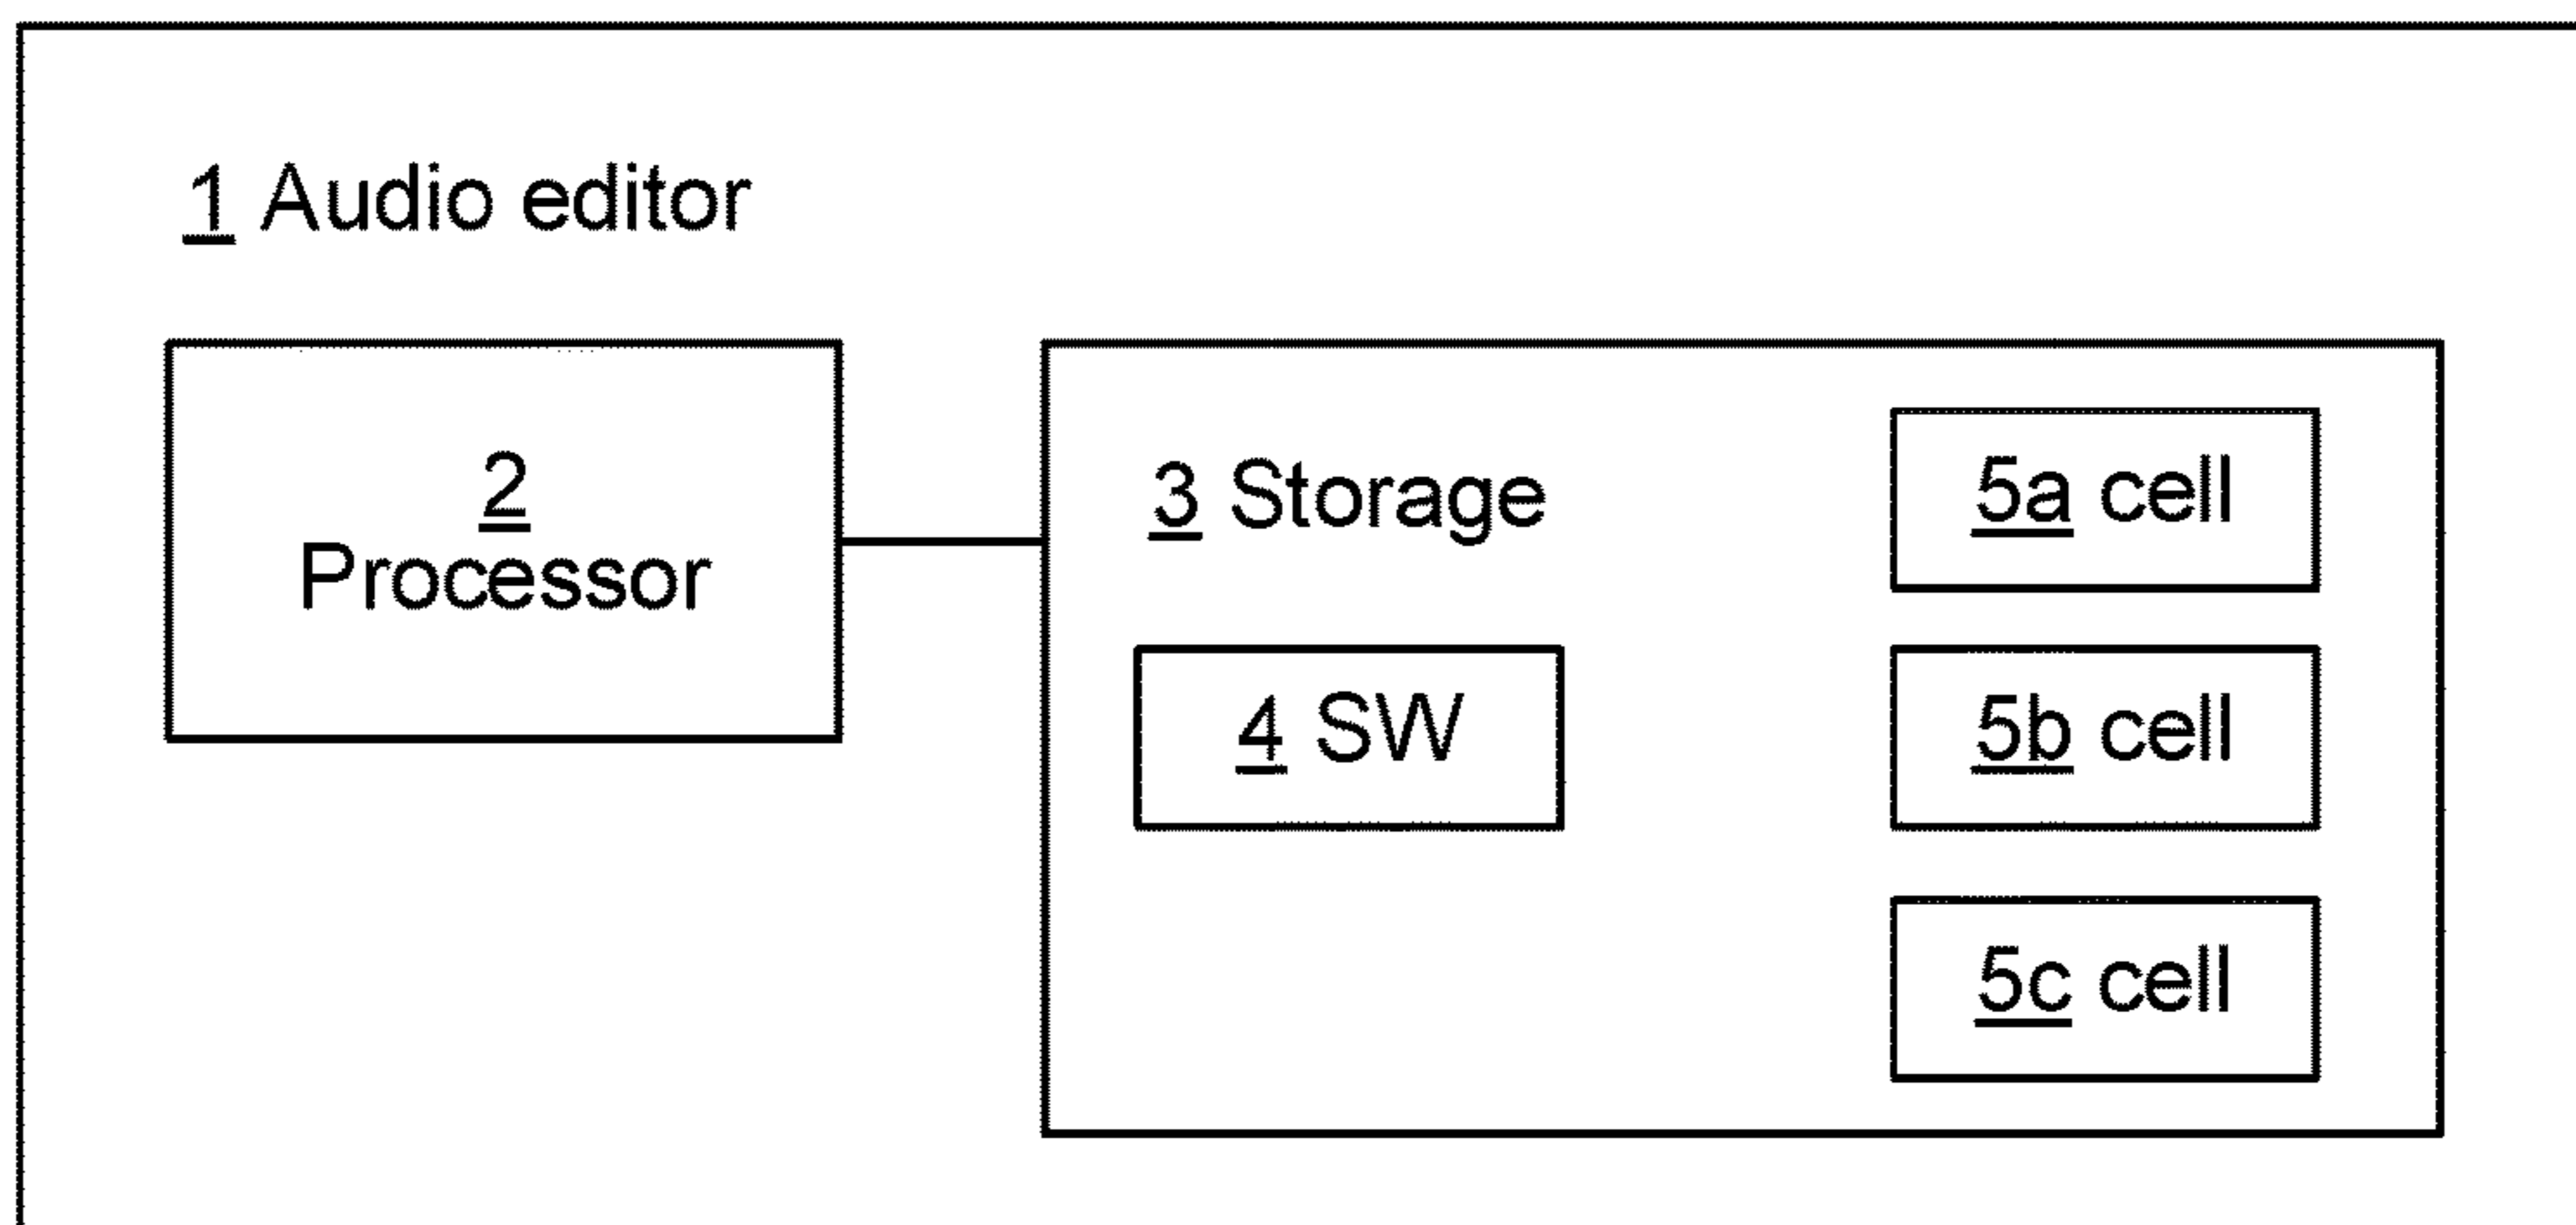 1 Audio editor
2
Processor
3 Storage
4 SW
5a cell
5b cell
5c cell